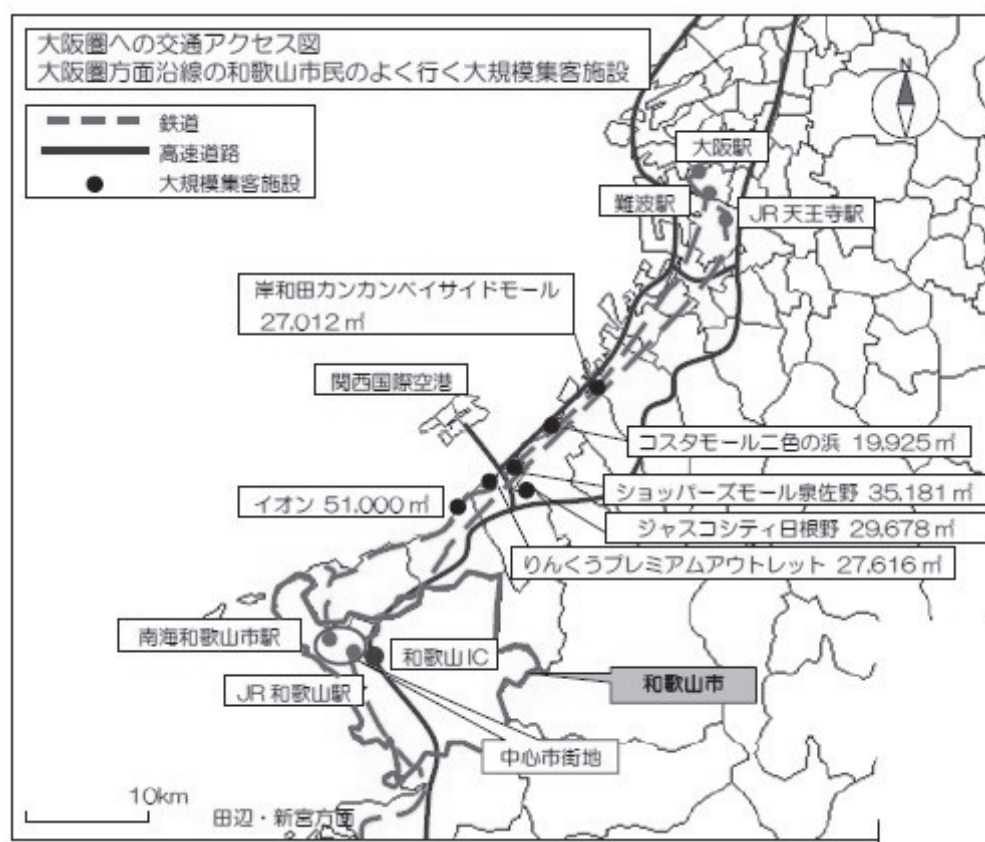 大阪圏への交通アクセス図
大阪圏方面沿線の和歌山市民のよく行く大規模集客施設
鉄道
高速道路
大規模集客施設
N
大阪駅
難波駅
JR天王寺駅
岸和田カンカンベイサイドモール
27,012㎡
関西国際空港
コスタモール二色の浜 19,925㎡
イオン 51,000㎡
ショッパーズモール泉佐野 35,181㎡
ジャスコシティ日根野 29,678㎡
りんくうプレミアムアウトレット 27,616㎡
南海和歌山市駅
和歌山IC
JR和歌山駅
和歌山市
中心市街地
10km
田辺・新宮方面